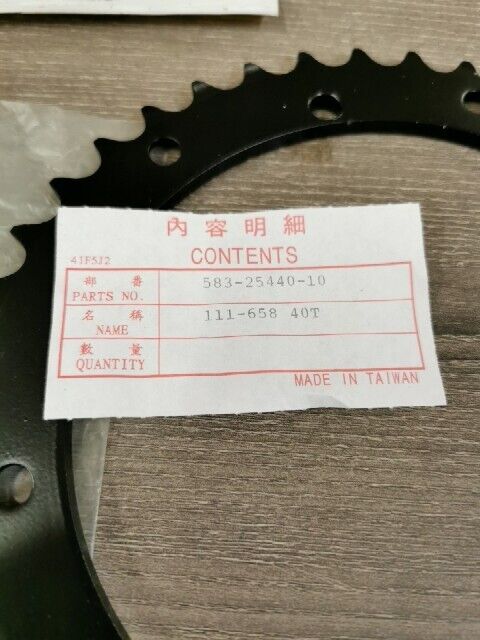 內容明細
CONTENTS
4JF5J2
部番
583-25440-10
PARTS NO.
名稱
111-658 40T
NAME
數量
QUANTITY
MADE IN TAIWAN